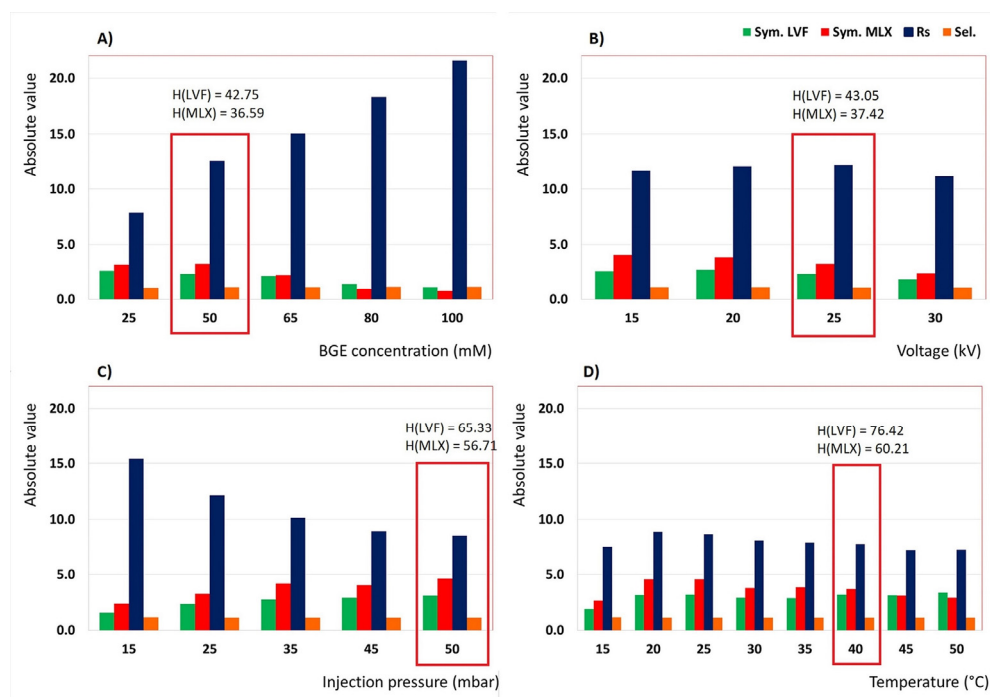 A)
H(LVF) = 42.75
H(MLX) = 36.59
Absolute value
20.0
15.0
10.0
5.0
0.0
25 50 65 80 100
BGE concentration (mM)
B)
Sym. LVF Sym. MLX Rs Sel.
H(LVF) = 43.05
H(MLX) = 37.42
Absolute value
20.0
15.0
10.0
5.0
0.0
15 20 25 30
Voltage (kV)
C)
H(LVF) = 65.33
H(MLX) = 56.71
Absolute value
20.0
15.0
10.0
5.0
0.0
15 25 35 45 50
Injection pressure (mbar)
D)
H(LVF) = 76.42
H(MLX) = 60.21
Absolute value
20.0
15.0
10.0
5.0
0.0
15 20 25 30 35 40 45 50
Temperature (°C)